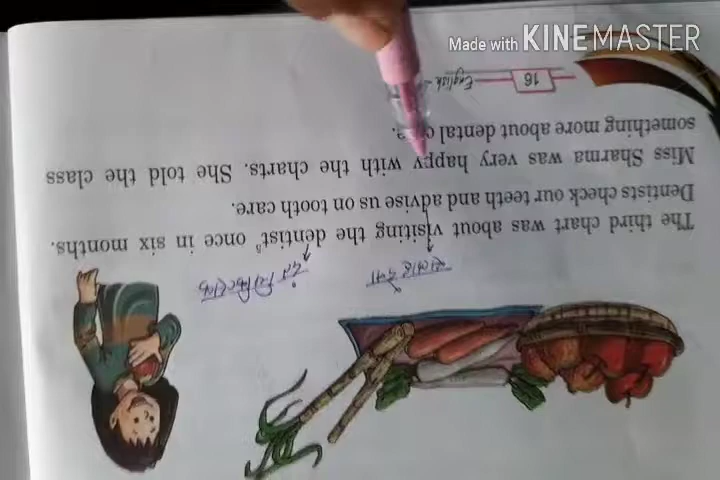 Made with KINEMASTER
The third chart was about visiting the dentist⁵ once in six months.
Dentists check our teeth and advise us on tooth care.
Miss Sharma was very happy with the charts. She told the class
something more about dental
16
English –